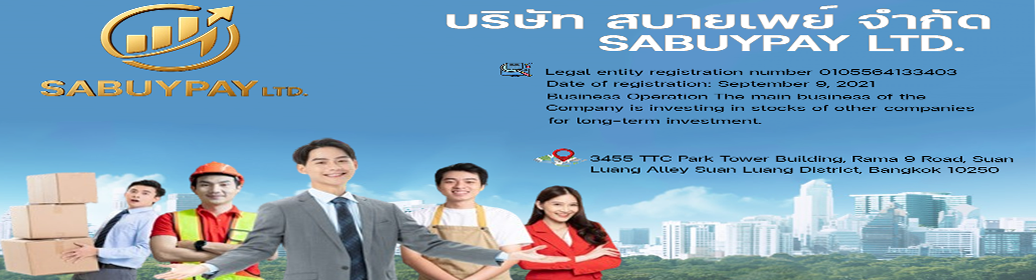 บริษัท สบายเพย์ จำกัด
SABUYPAY LTD.
SABUYPAY LTD.
Legal entity registration number 0105564133403
Date of registration: September 9, 2021
Business Operation The main business of the
Company is investing in stocks of other companies
for long-term investment.
3455 TTC Park Tower Building, Rama 9 Road, Suan
Luang Alley Suan Luang District, Bangkok 10250